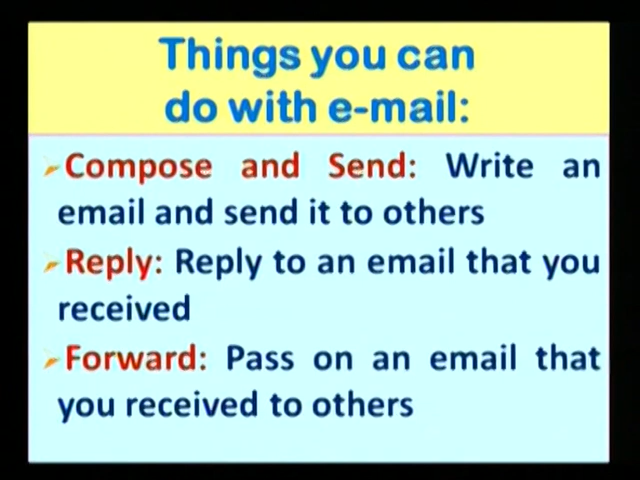 Things you can
do with e-mail:
Compose and Send: Write an
email and send it to others
Reply: Reply to an email that you
received
Forward: Pass on an email that
you received to others